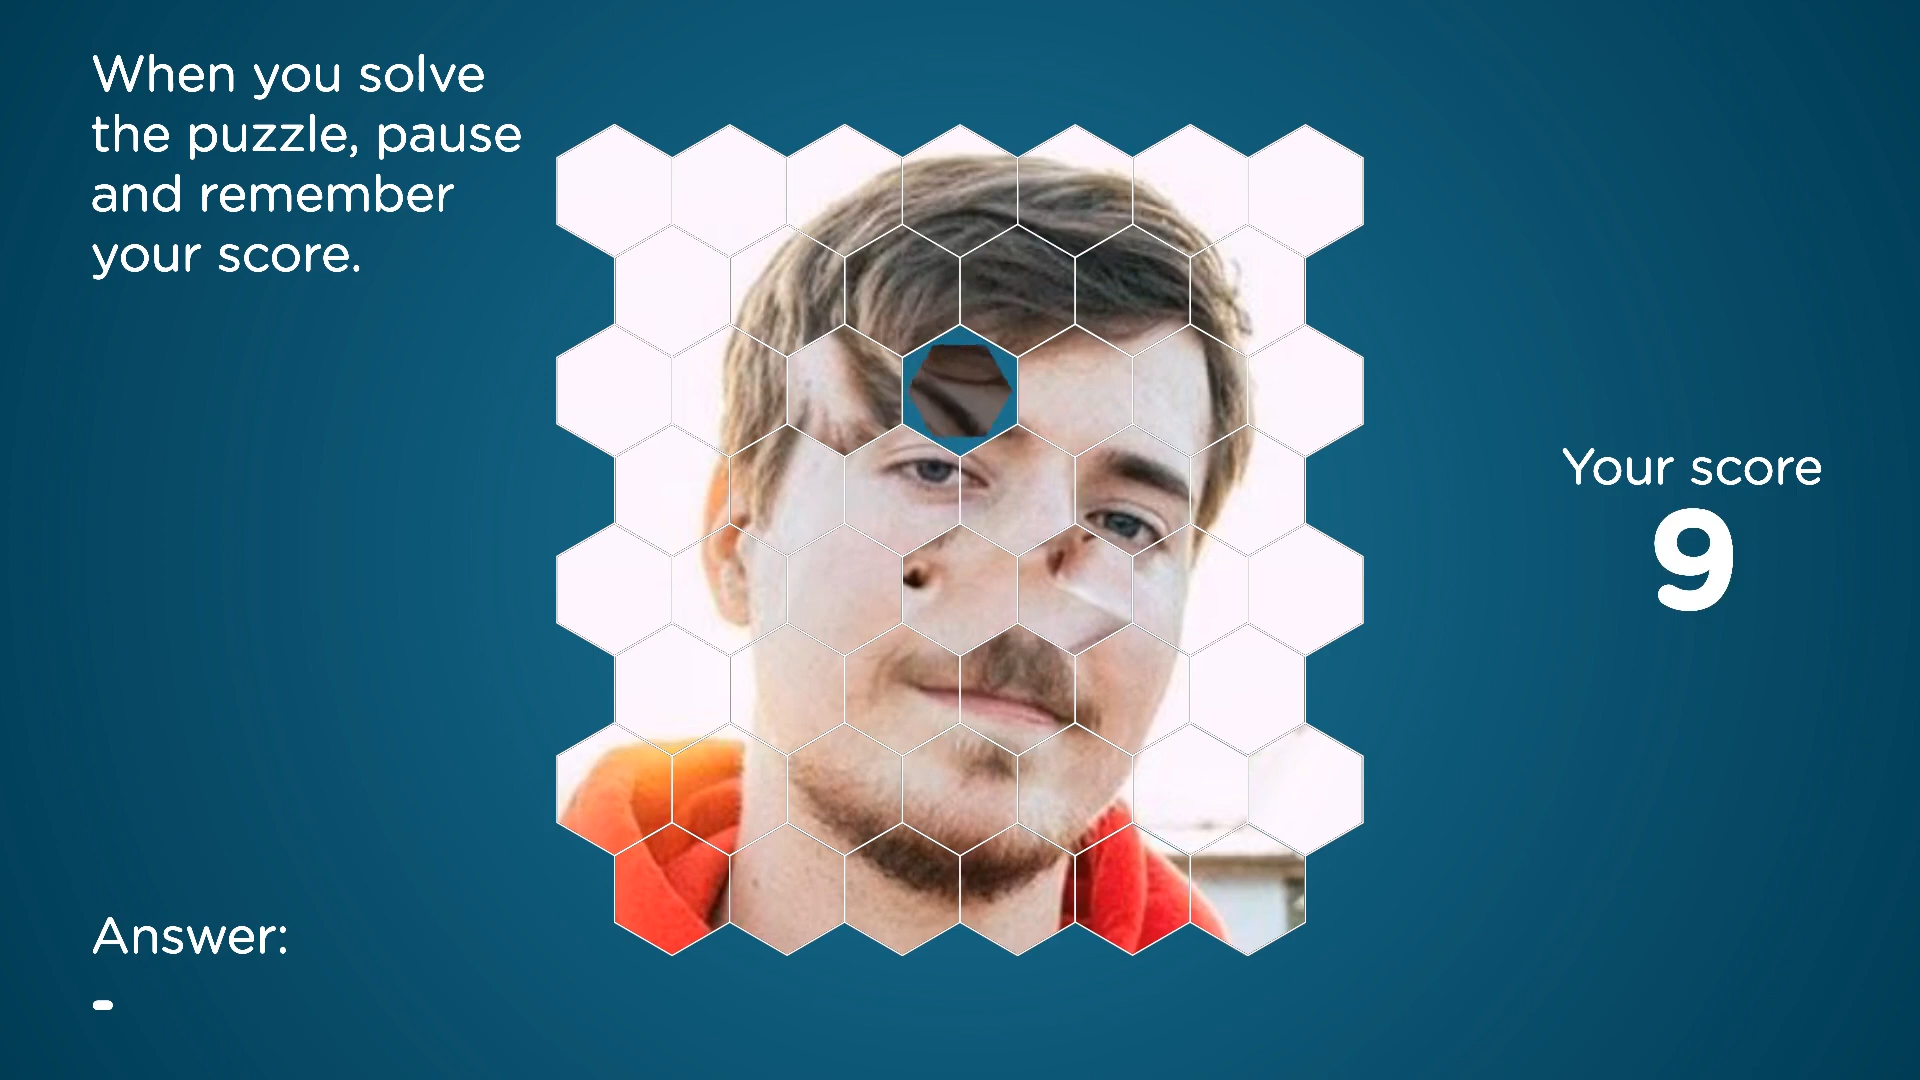 When you solve
the puzzle, pause
and remember
your score.
Your score
9
Answer:
-